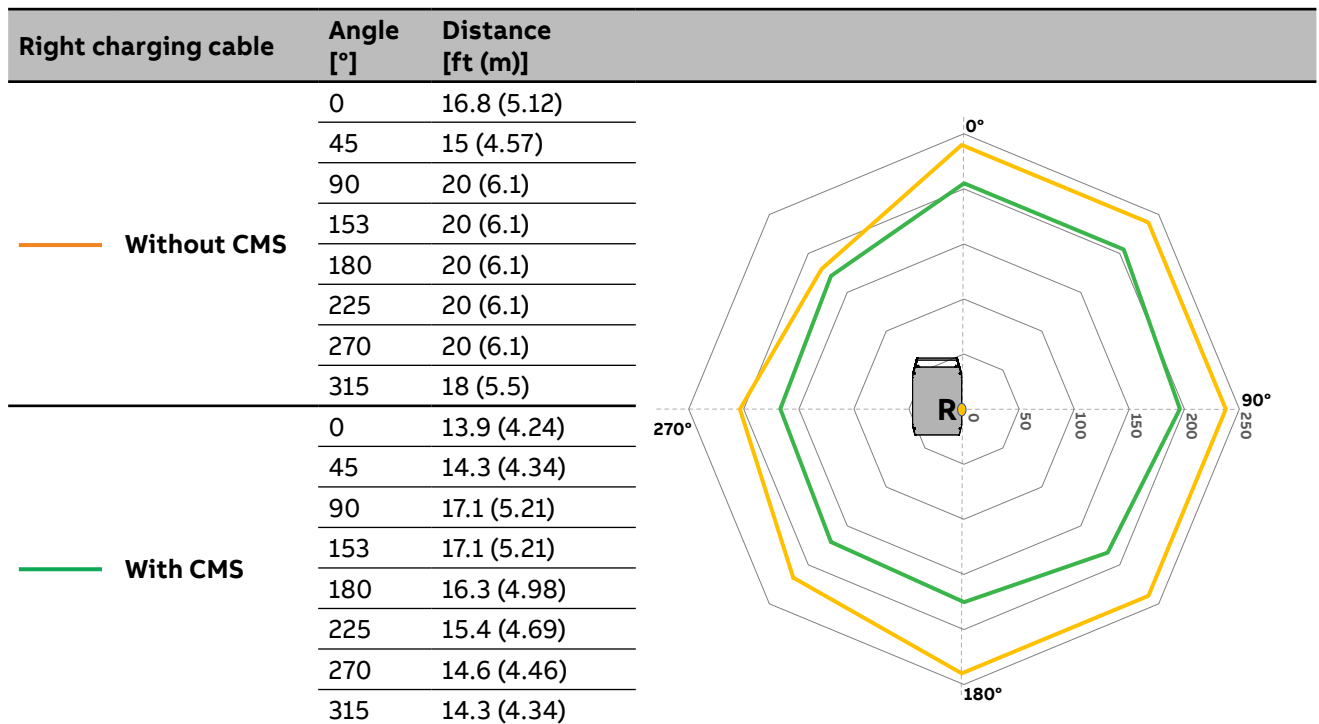 Right charging cable Angle [°] Distance [ft (m)]
Without CMS
0 16.8 (5.12)
45 15 (4.57)
90 20 (6.1)
153 20 (6.1)
180 20 (6.1)
225 20 (6.1)
270 20 (6.1)
315 18 (5.5)
With CMS
0 13.9 (4.24)
45 14.3 (4.34)
90 17.1 (5.21)
153 17.1 (5.21)
180 16.3 (4.98)
225 15.4 (4.69)
270 14.6 (4.46)
315 14.3 (4.34)
0°
90°
270°
R
0 50 100 150 200 250
180°